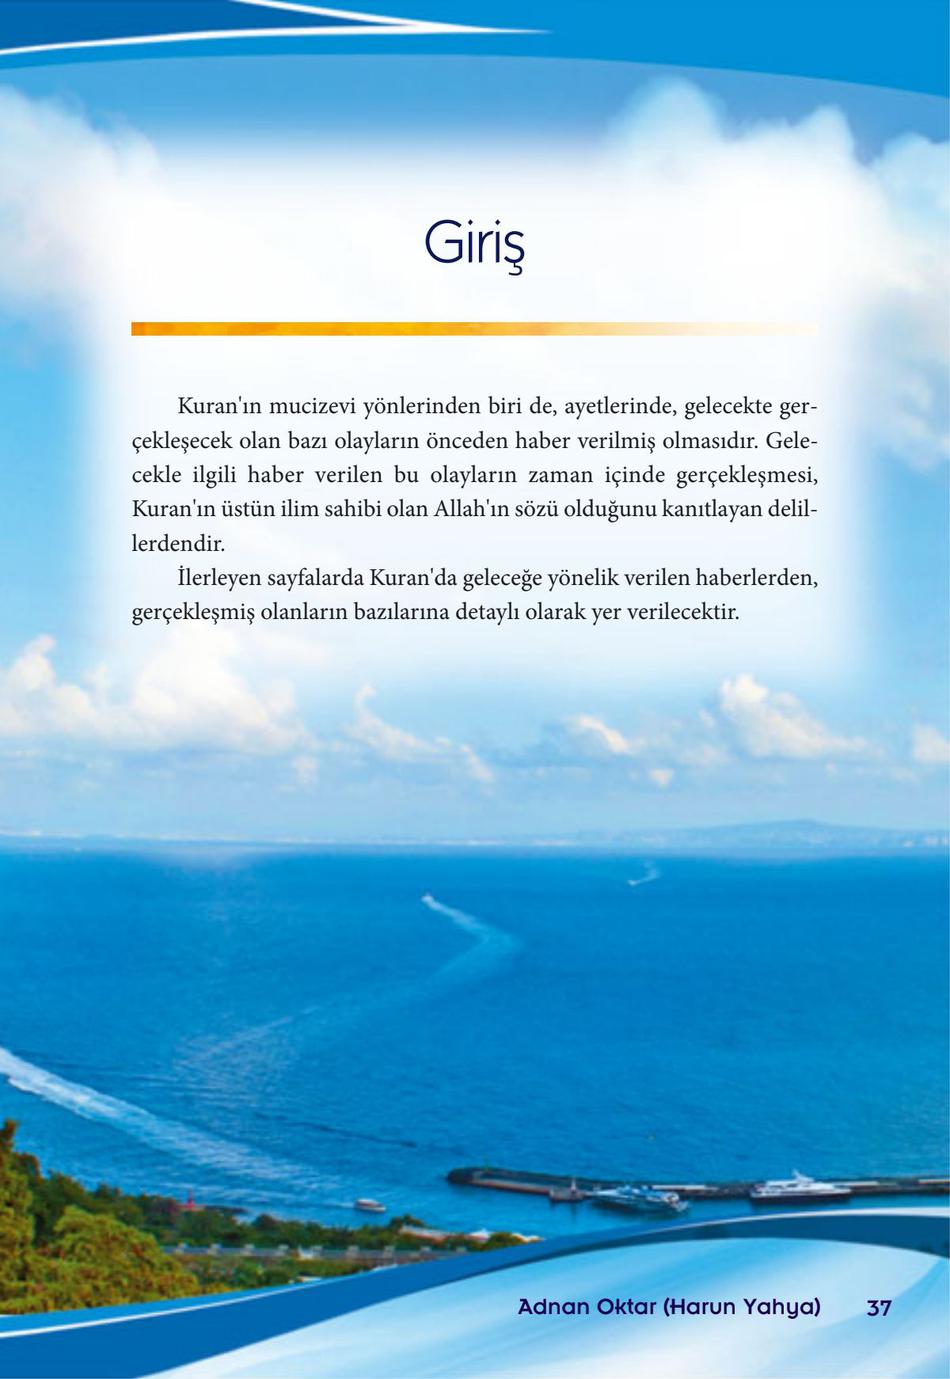 Giriş
Kuran'ın mucizevi yönlerinden biri de, ayetlerinde, gelecekte ger-
çekleşecek olan bazı olayların önceden haber verilmiş olmasıdır. Gele-
cekle ilgili haber verilen bu olayların zaman içinde gerçekleşmesi,
Kuran'ın üstün ilim sahibi olan Allah'ın sözü olduğunu kanıtlayan delil-
lerdendir.
İlerleyen sayfalarda Kuran'da geleceğe yönelik verilen haberlerden,
gerçekleşmiş olanların bazılarına detaylı olarak yer verilecektir.
Adnan Oktar (Harun Yahya) 37